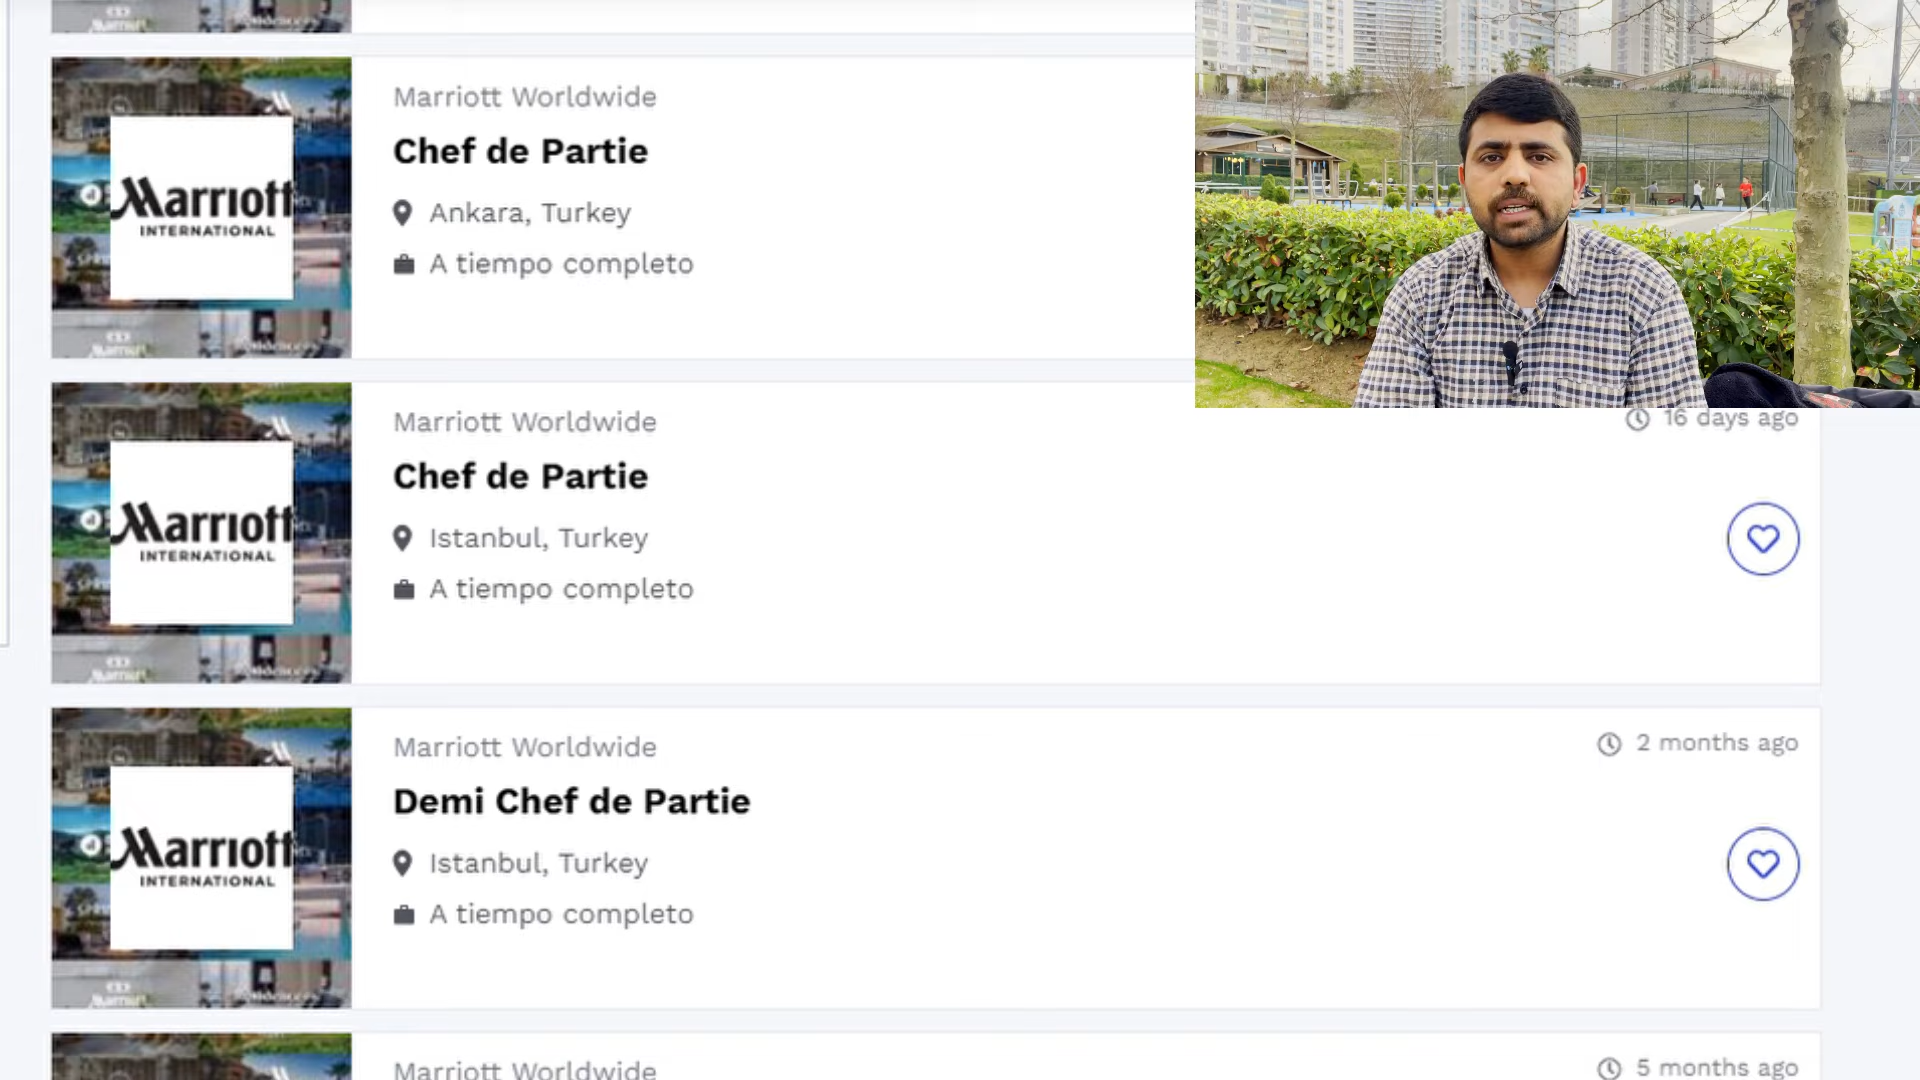 Marriott Worldwide
Chef de Partie
Ankara, Turkey
A tiempo completo
Marriott
INTERNATIONAL
Marriott Worldwide
16 days ago
Chef de Partie
Istanbul, Turkey
A tiempo completo
Marriott
INTERNATIONAL
Marriott Worldwide
2 months ago
Demi Chef de Partie
Istanbul, Turkey
A tiempo completo
Marriott
INTERNATIONAL
Marriott Worldwide
5 months ago